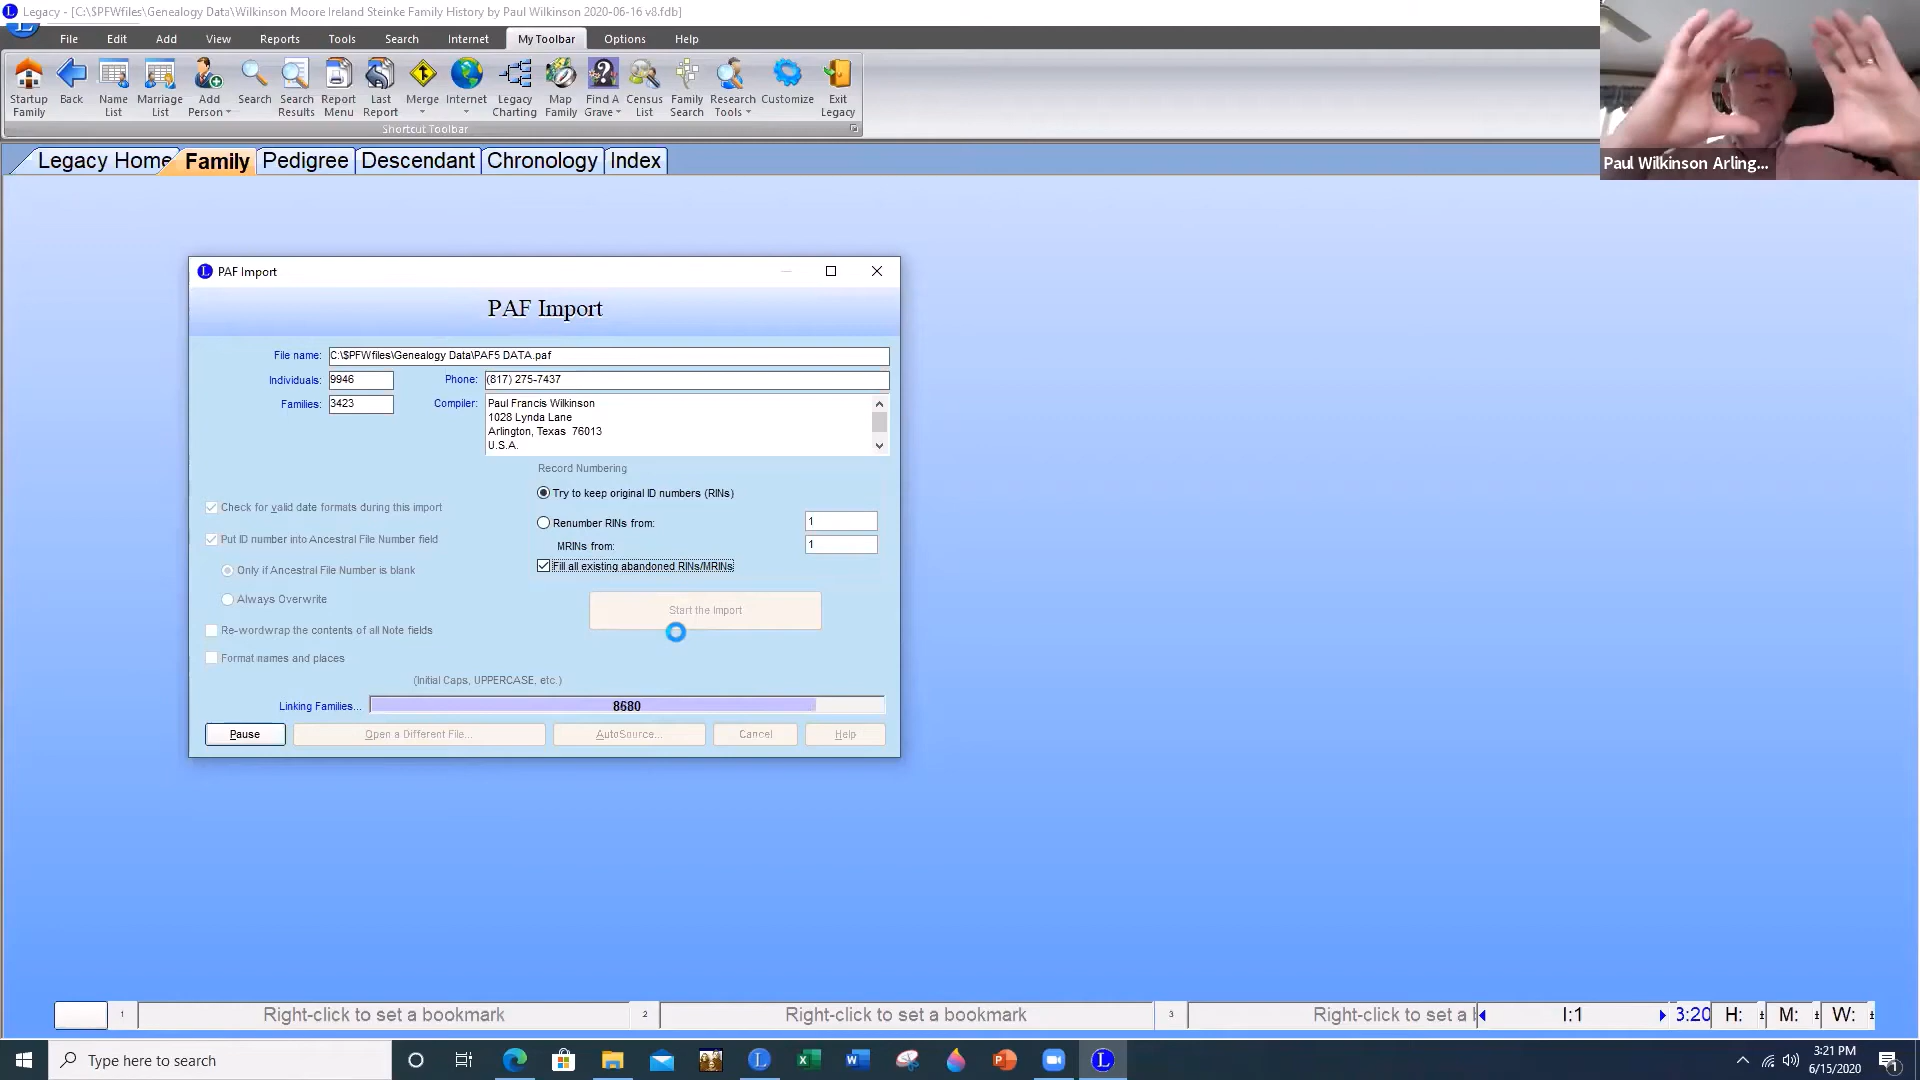 Legacy - [C:\$PFWfiles\Genealogy Data\Wilkinson Moore Ireland Steinke Family History by Paul Wilkinson 2020-06-16 v8.fdb]
File Edit Add View Reports Tools Search Internet My Toolbar Options Help
Startup Family Back Name List Marriage List Add Person Search Search Results Report Menu Last Report Merge Internet Legacy Charting Map Family Find A Grave Census List Family Search Research Tools Customize Exit Legacy
Shortcut Toolbar
Paul Wilkinson Arling...
Legacy Home Family Pedigree Descendant Chronology Index
PAF Import
PAF Import
File name: C:\$PFWfiles\Genealogy Data\PAF5 DATA.paf
Individuals: 9946 Phone: (817) 275-7437
Families: 3423 Compiler: Paul Francis Wilkinson
1028 Lynda Lane
Arlington, Texas 76013
U.S.A.
Record Numbering
Try to keep original ID numbers (RINs)
Check for valid date formats during this import
Renumber RINs from: 1
Put ID number into Ancestral File Number field
MRINs from: 1
Only if Ancestral File Number is blank
Fill all existing abandoned RINs/MRINs
Always Overwrite
Start the Import
Re-wordwrap the contents of all Note fields
Format names and places
(Initial Caps, UPPERCASE, etc.)
Linking Families... 8680
Pause Open a Different File... AutoSource... Cancel Help
1 Right-click to set a bookmark 2 Right-click to set a bookmark 3 Right-click to set a I:1 3:20 H: M: W:
Type here to search
3:21 PM
6/15/2020
1